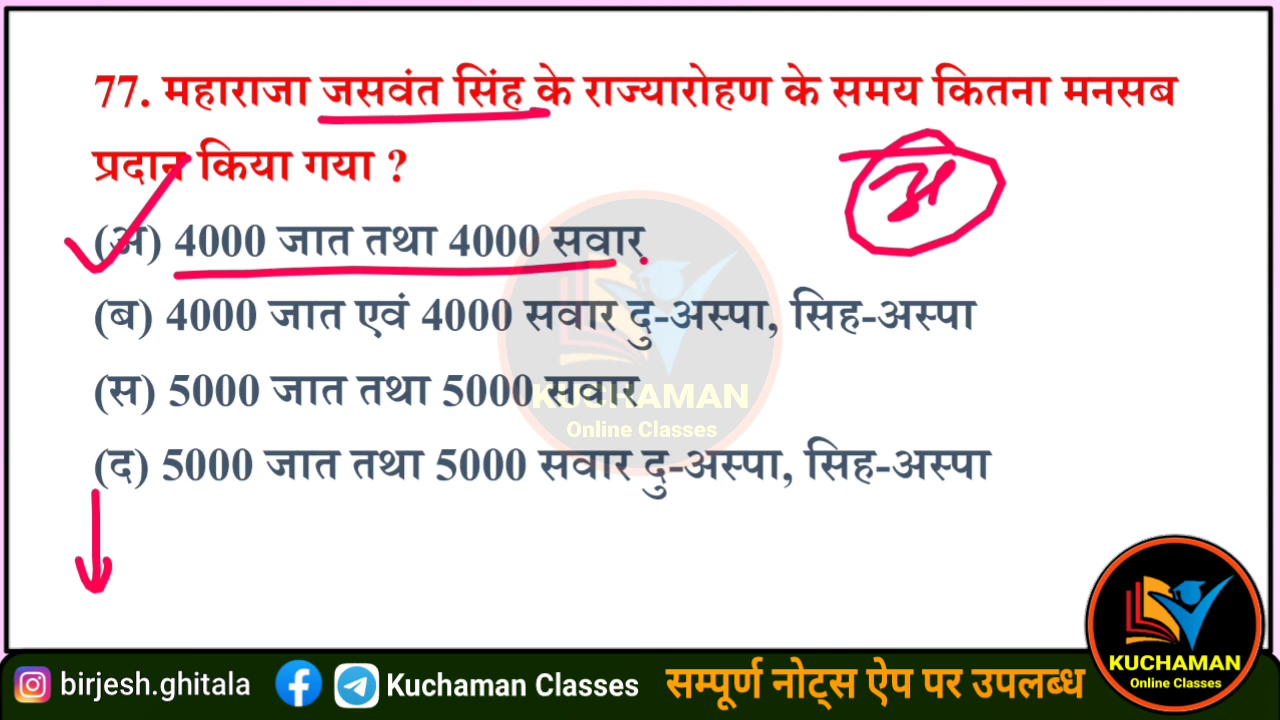 77. महाराजा जसवंत सिंह के राज्यारोहण के समय कितना मनसब
प्रदान किया गया ?
अ
(अ) 4000 जात तथा 4000 सवार
(ब) 4000 जात एवं 4000 सवार दु-अस्पा, सिह-अस्पा
(स) 5000 जात तथा 5000 सवार
KUCHAMAN
Online Classes
(द) 5000 जात तथा 5000 सवार दु-अस्पा, सिह-अस्पा
KUCHAMAN
Online Classes
birjesh.ghitala Kuchaman Classes सम्पूर्ण नोट्स ऐप पर उपलब्ध